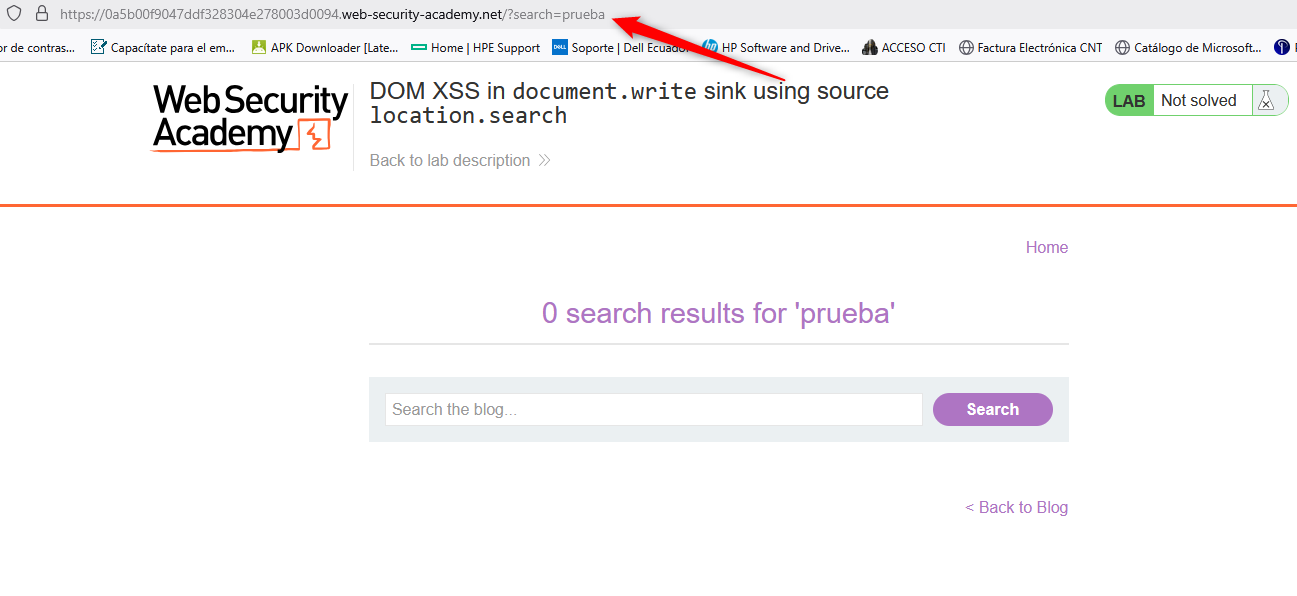 https://0a5b00f9047ddf328304e278003d0094.web-security-academy.net/?search=prueba
or de contras... Capacítate para el em... APK Downloader [Late... Home | HPE Support Soporte | Dell Ecuador HP Software and Drive... ACCESO CTI Factura Electrónica CNT Catálogo de Microsoft...
WebSecurity
Academy
DOM XSS in document.write sink using source
location.search
Back to lab description
LAB Not solved
Home
0 search results for 'prueba'
Search the blog... Search
< Back to Blog